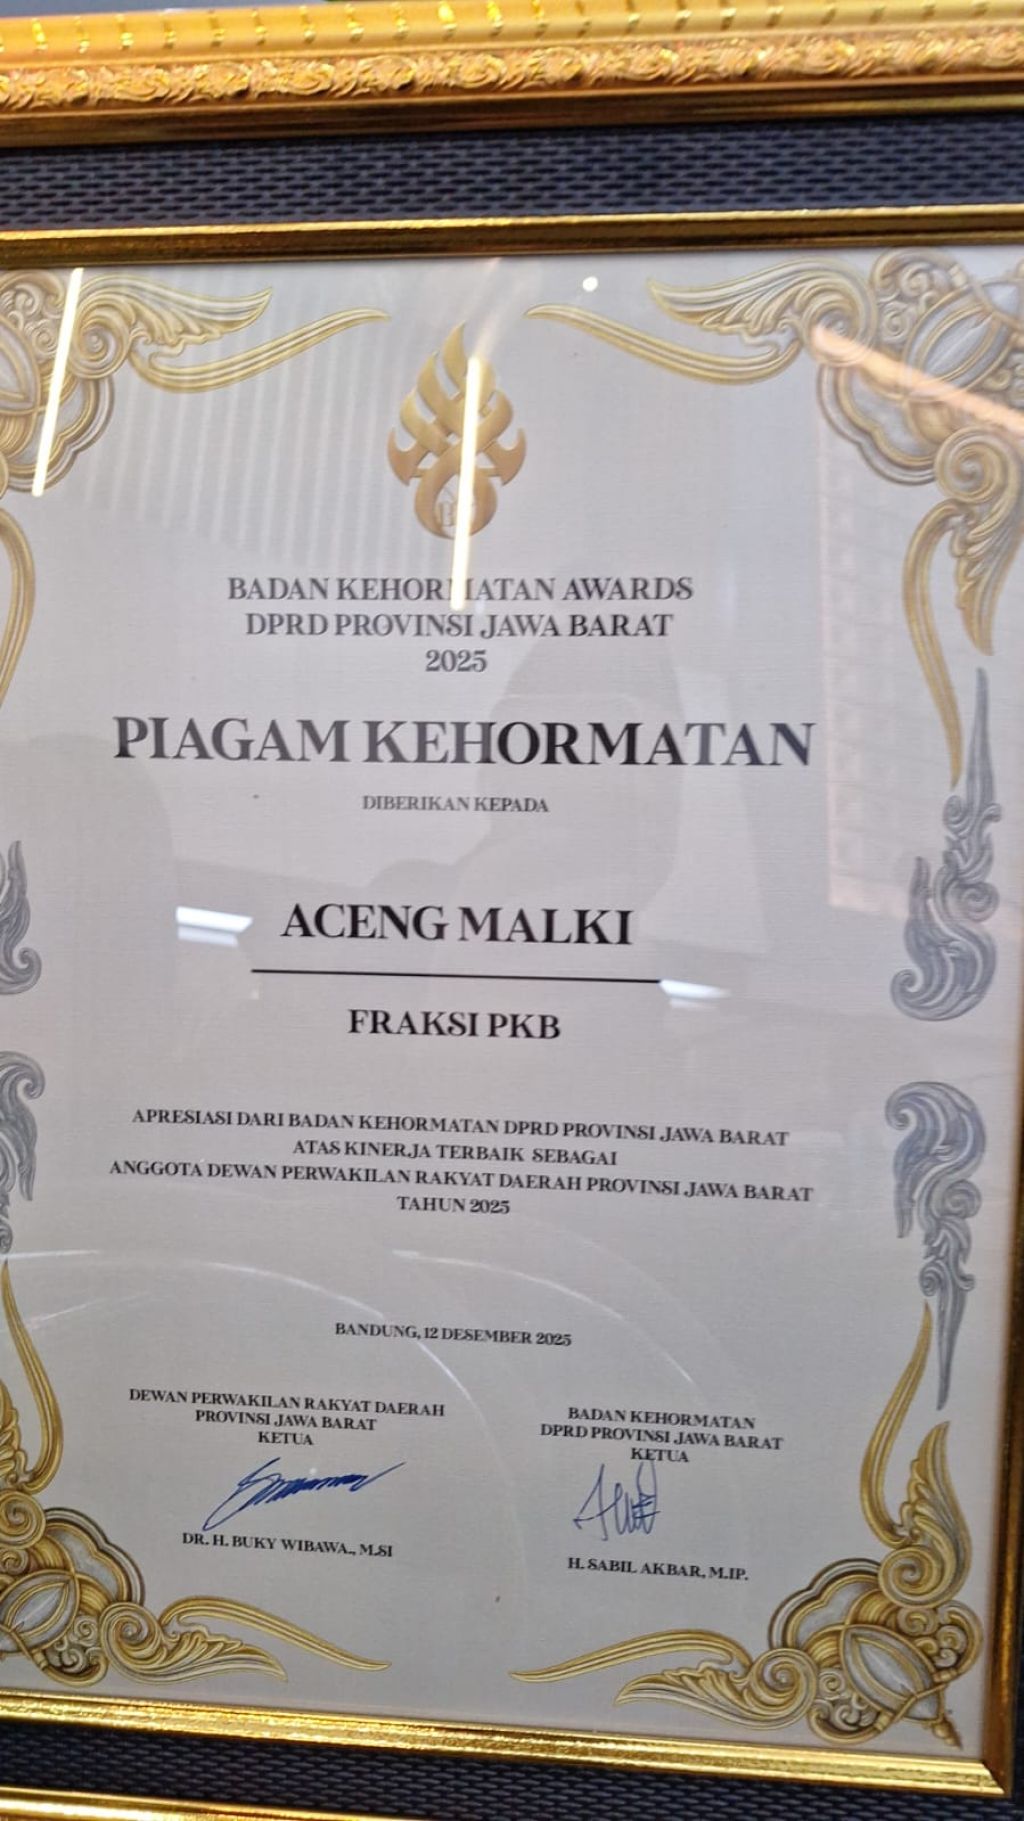 BADAN KEHORMATAN AWARDS
DPRD PROVINSI JAWA BARAT
2025
PIAGAM KEHORMATAN
DIBERIKAN KEPADA
ACENG MALKI
FRAKSI PKB
APRESIASI DARI BADAN KEHORMATAN DPRD PROVINSI JAWA BARAT
ATAS KINERJA TERBAIK SEBAGAI
ANGGOTA DEWAN PERWAKILAN RAKYAT DAERAH PROVINSI JAWA BARAT
TAHUN 2025
BANDUNG, 12 DESEMBER 2025
DEWAN PERWAKILAN RAKYAT DAERAH
PROVINSI JAWA BARAT
KETUA
DR. H. BUKY WIBAWA., M.SI
BADAN KEHORMATAN
DPRD PROVINSI JAWA BARAT
KETUA
H. SABIL AKBAR, M.IP.